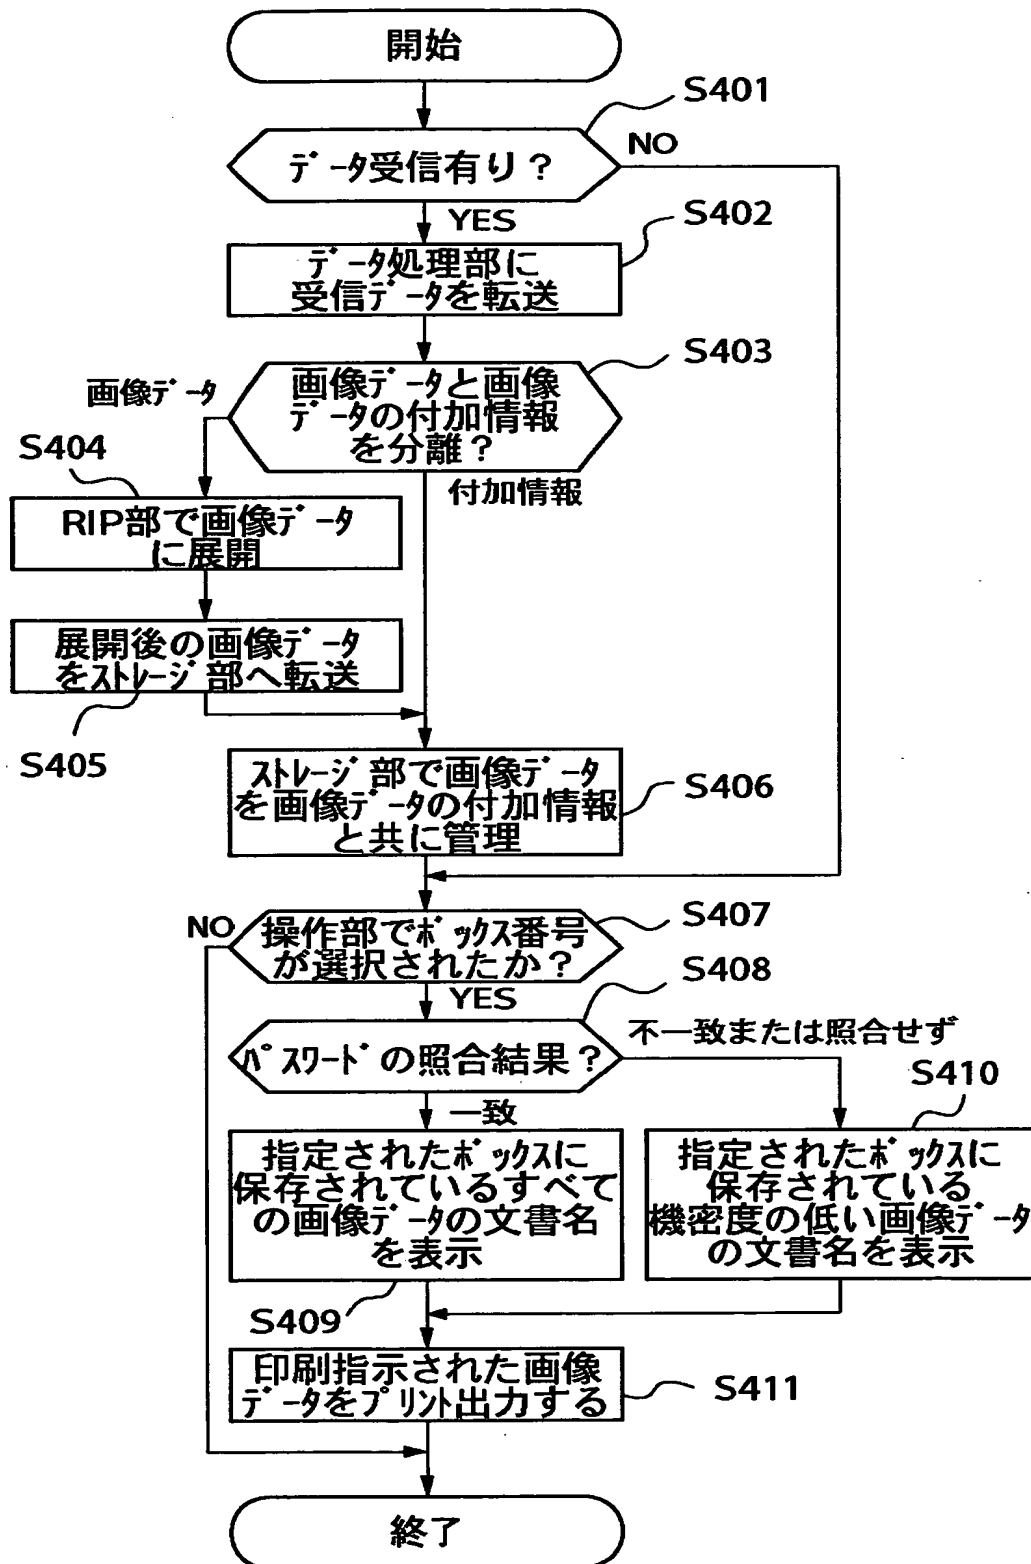 開始
S401
データ受信有り?
NO
YES
S402
データ処理部に
受信データを転送
S403
画像データと画像
データの付加情報
を分離?
画像データ
付加情報
S404
RIP部で画像データ
に展開
展開後の画像データ
をストレージ部へ転送
S405
ストレージ部で画像データ
を画像データの付加情報
と共に管理
S406
S407
NO
操作部でボックス番号
が選択されたか?
YES
S408
パスワードの照合結果?
不一致または照合せず
一致
S410
指定されたボックスに
保存されているすべて
の画像データの文書名
を表示
指定されたボックスに
保存されている
機密度の低い画像データ
の文書名を表示
S409
印刷指示された画像
データをプリント出力する
S411
終了